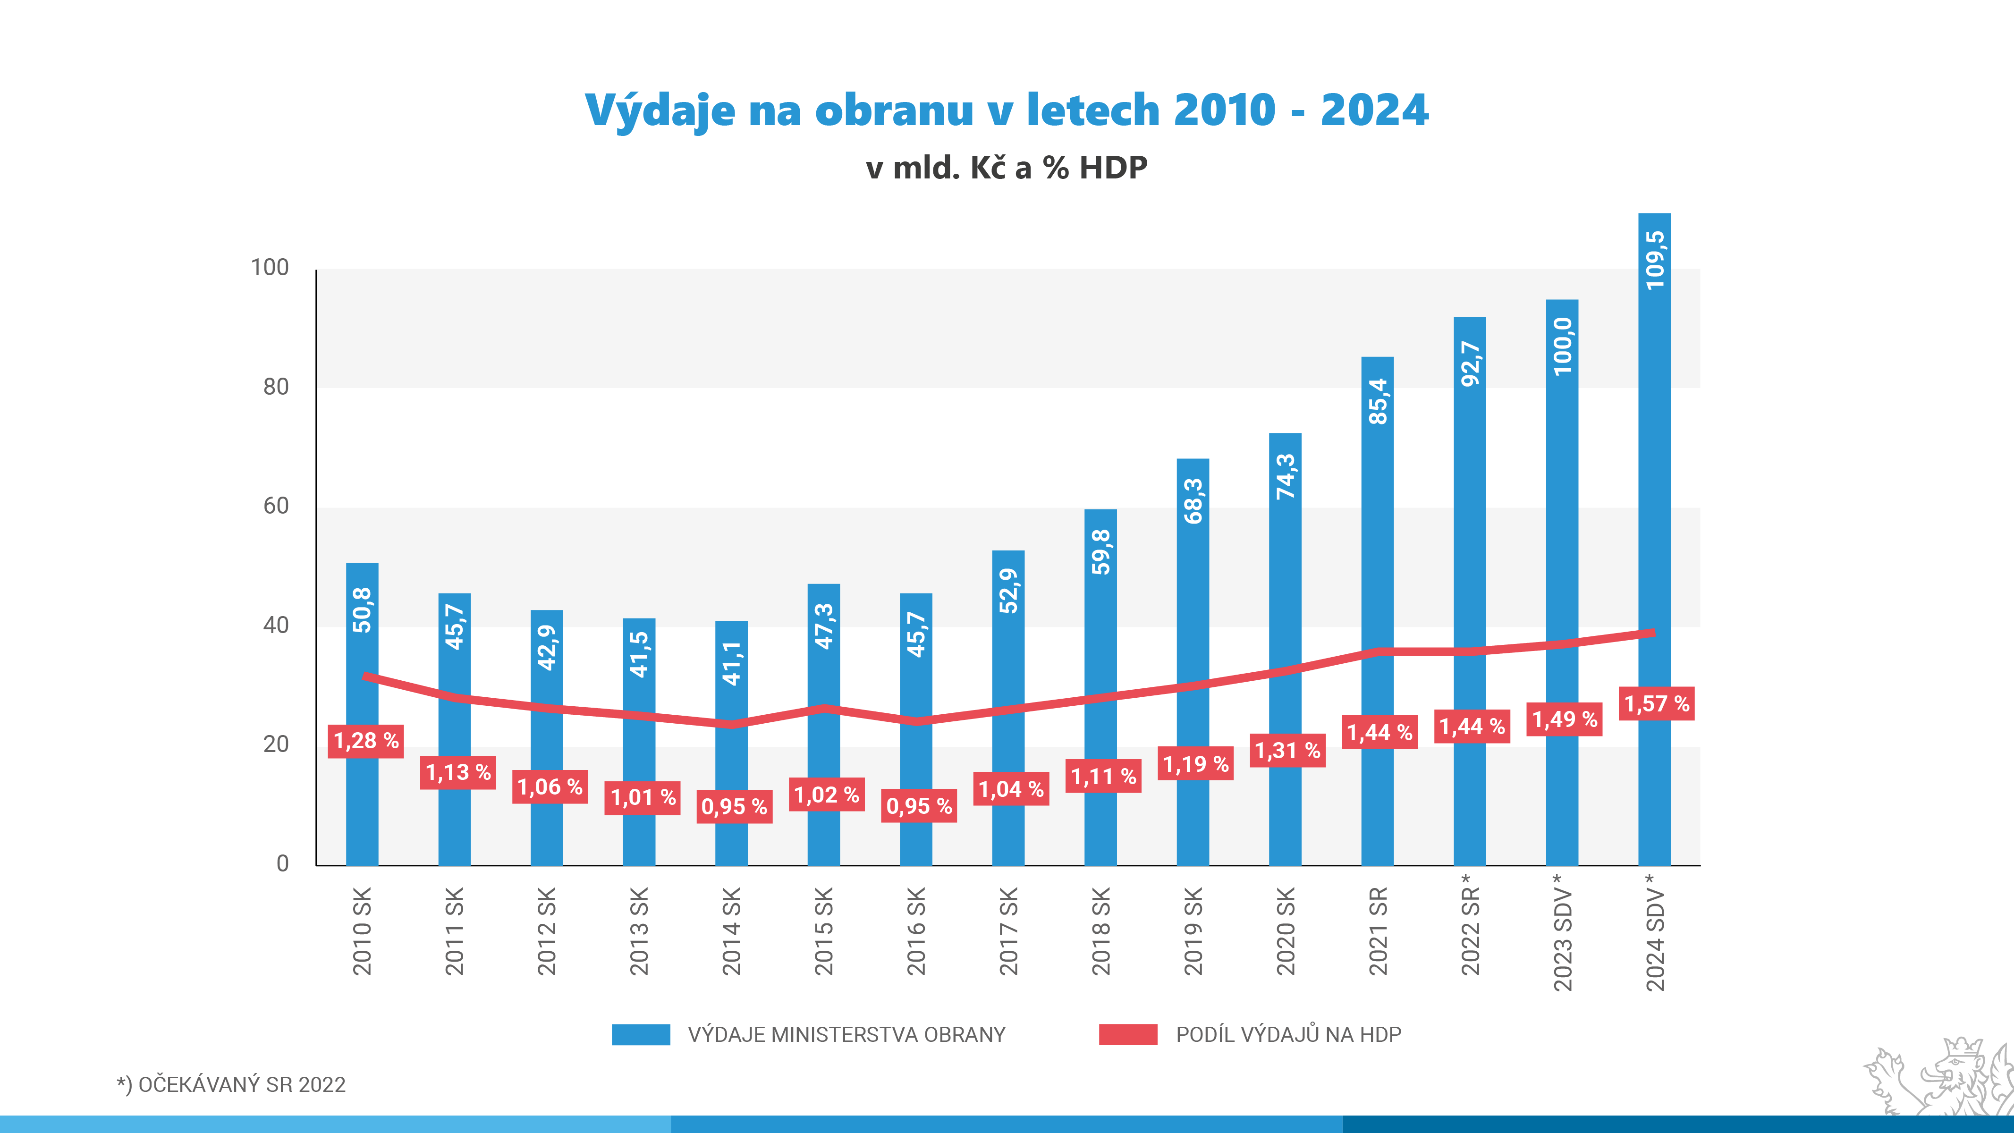 Výdaje na obranu v letech 2010 - 2024
v mld. Kč a % HDP
100
80
60
40
20
0
50,8
45,7
42,9
41,5
41,1
47,3
45,7
52,9
59,8
68,3
74,3
85,4
92,7
100,0
109,5
1,28 %
1,13 %
1,06 %
1,01 %
0,95 %
1,02 %
0,95 %
1,04 %
1,11 %
1,19 %
1,31 %
1,44 %
1,44 %
1,49 %
1,57 %
2010 SK
2011 SK
2012 SK
2013 SK
2014 SK
2015 SK
2016 SK
2017 SK
2018 SK
2019 SK
2020 SK
2021 SR
2022 SR*
2023 SDV*
2024 SDV*
VÝDAJE MINISTERSTVA OBRANY
PODÍL VÝDAJŮ NA HDP
*) OČEKÁVANÝ SR 2022